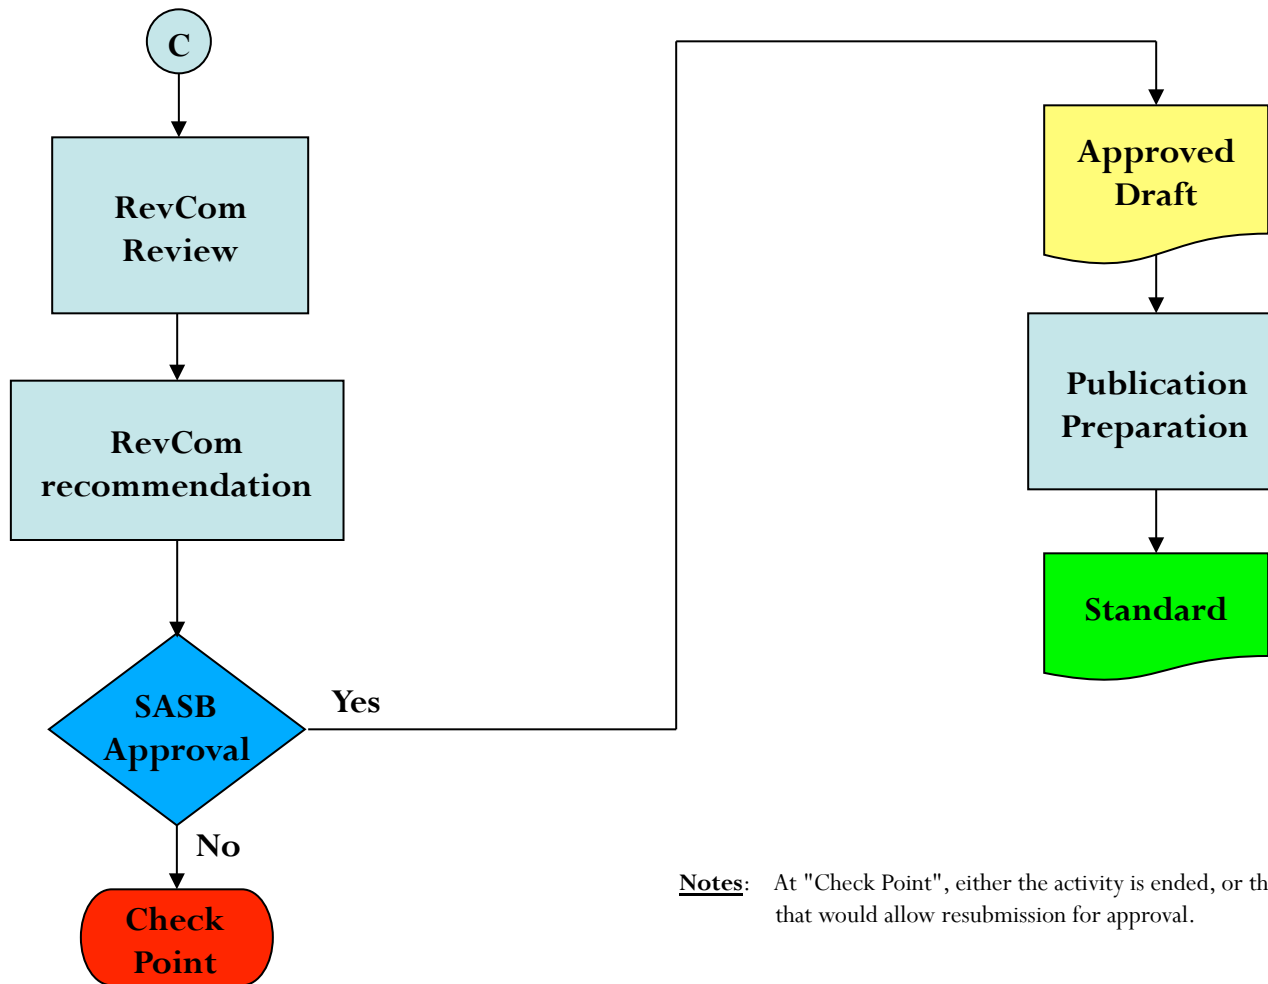 C
RevCom
Review
RevCom
recommendation
SASB
Approval
Yes
No
Check
Point
Approved
Draft
Publication
Preparation
Standard
Notes: At "Check Point", either the activity is ended, or th
that would allow resubmission for approval.